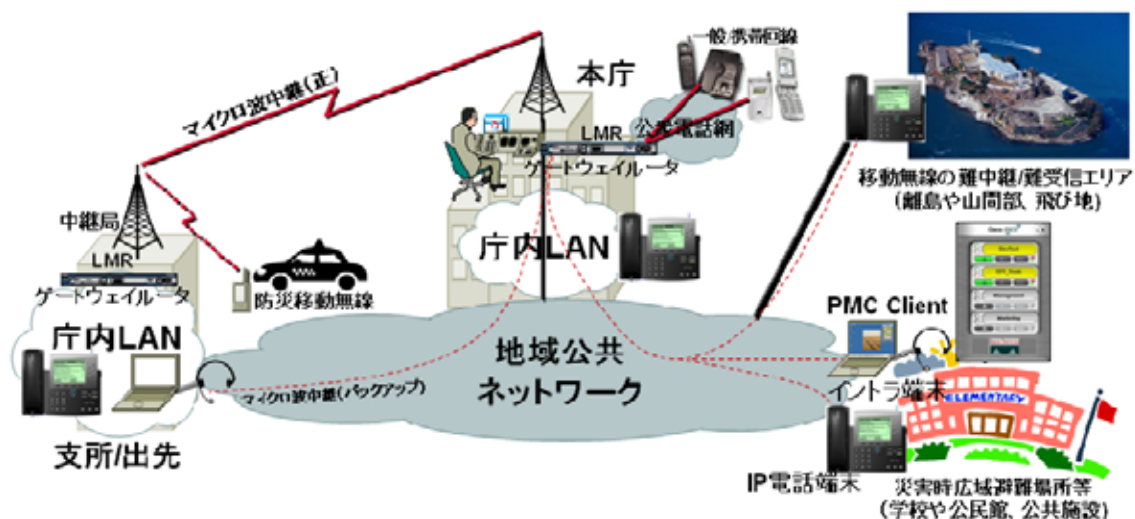 一般/携帯回線
本庁
マイクロ波中継(正)
LMR
公共電話網
ゲートウェイルータ
移動無線の難中継/難受信エリア
(離島や山間部、飛び地)
中継局
LMR
ゲートウェイルータ
庁内LAN
防災移動無線
庁内LAN
PMC Client
地域公共
ネットワーク
マイクロ波中継(バックアップ)
イントラ端末
ELEMENTARY
支所/出先
IP電話端末
災害時広域避難場所等
(学校や公民館、公共施設)